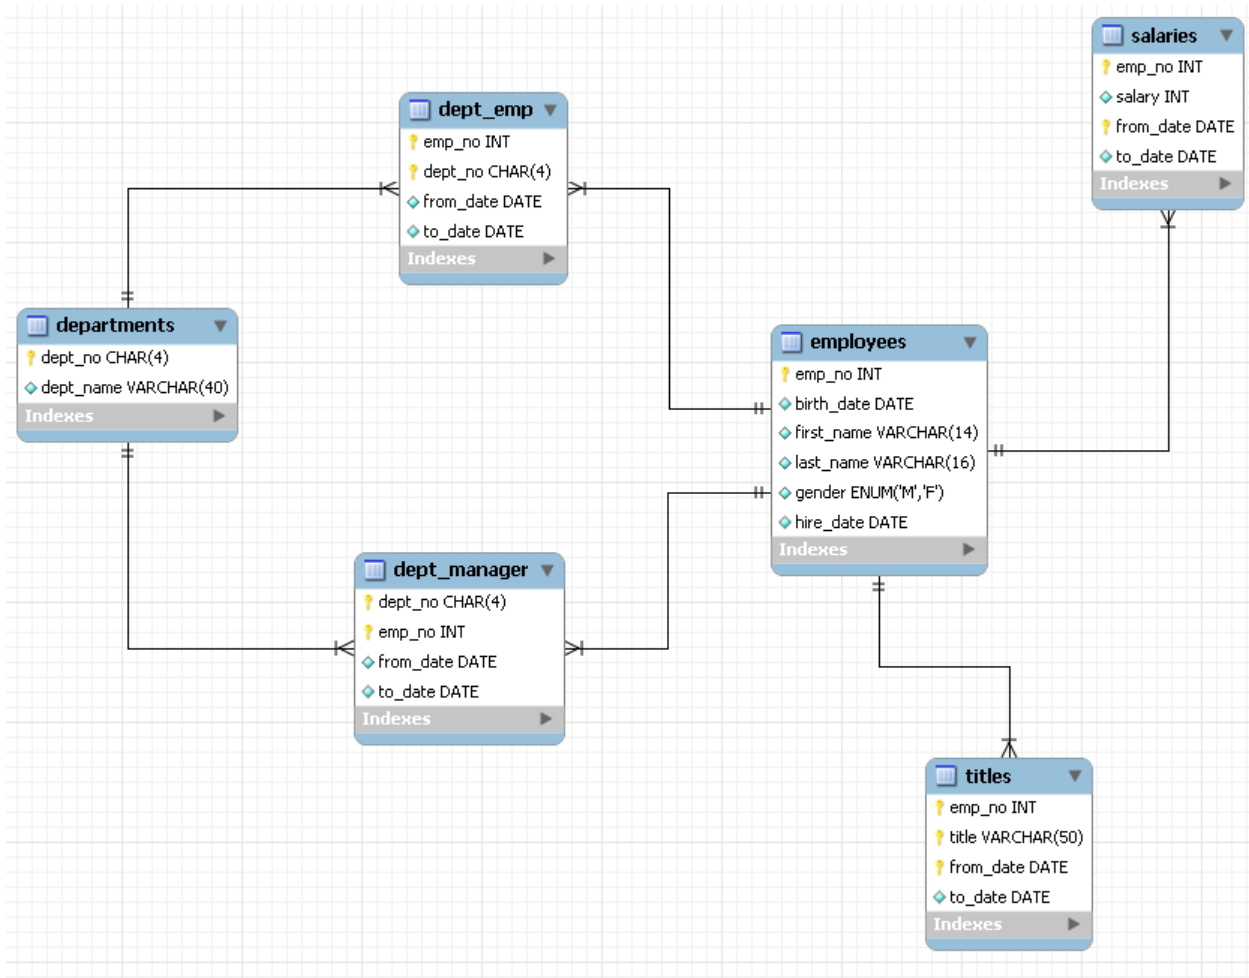 salaries
emp_no INT
salary INT
from_date DATE
to_date DATE
Indexes
dept_emp
emp_no INT
dept_no CHAR(4)
from_date DATE
to_date DATE
Indexes
departments
dept_no CHAR(4)
dept_name VARCHAR(40)
Indexes
employees
emp_no INT
birth_date DATE
first_name VARCHAR(14)
last_name VARCHAR(16)
gender ENUM('M','F')
hire_date DATE
Indexes
dept_manager
dept_no CHAR(4)
emp_no INT
from_date DATE
to_date DATE
Indexes
titles
emp_no INT
title VARCHAR(50)
from_date DATE
to_date DATE
Indexes